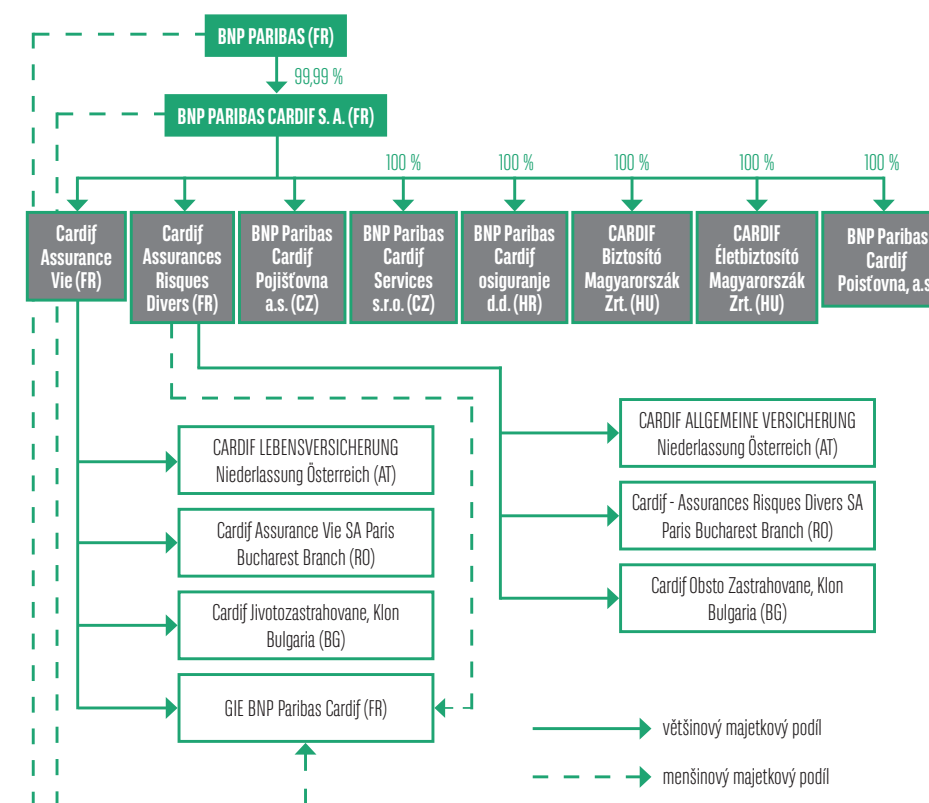 BNP PARIBAS (FR)
99,99 %
BNP PARIBAS CARDIF S. A. (FR)
100 %
100 %
100 %
100 %
100 %
Cardif
Assurance
Vie (FR)
Cardif
Assurances
Risques
Divers (FR)
BNP Paribas
Cardif
Pojišťovna
a.s. (CZ)
BNP Paribas
Cardif
Services
s.r.o. (CZ)
BNP Paribas
Cardif
osiguranje
d.d. (HR)
CARDIF
Biztosító
Magyarorszák
Zrt. (HU)
CARDIF
Életbiztosító
Magyarorszák
Zrt. (HU)
BNP Paribas
Cardif
Poisťovna, a.s
CARDIF LEBENSVERSICHERUNG
Niederlassung Österreich (AT)
Cardif Assurance Vie SA Paris
Bucharest Branch (RO)
Cardif Jivotozastrahovane, Klon
Bulgaria (BG)
GIE BNP Paribas Cardif (FR)
CARDIF ALLGEMEINE VERSICHERUNG
Niederlassung Österreich (AT)
Cardif - Assurances Risques Divers SA
Paris Bucharest Branch (RO)
Cardif Obsto Zastrahovane, Klon
Bulgaria (BG)
většinový majetkový podíl
menšinový majetkový podíl